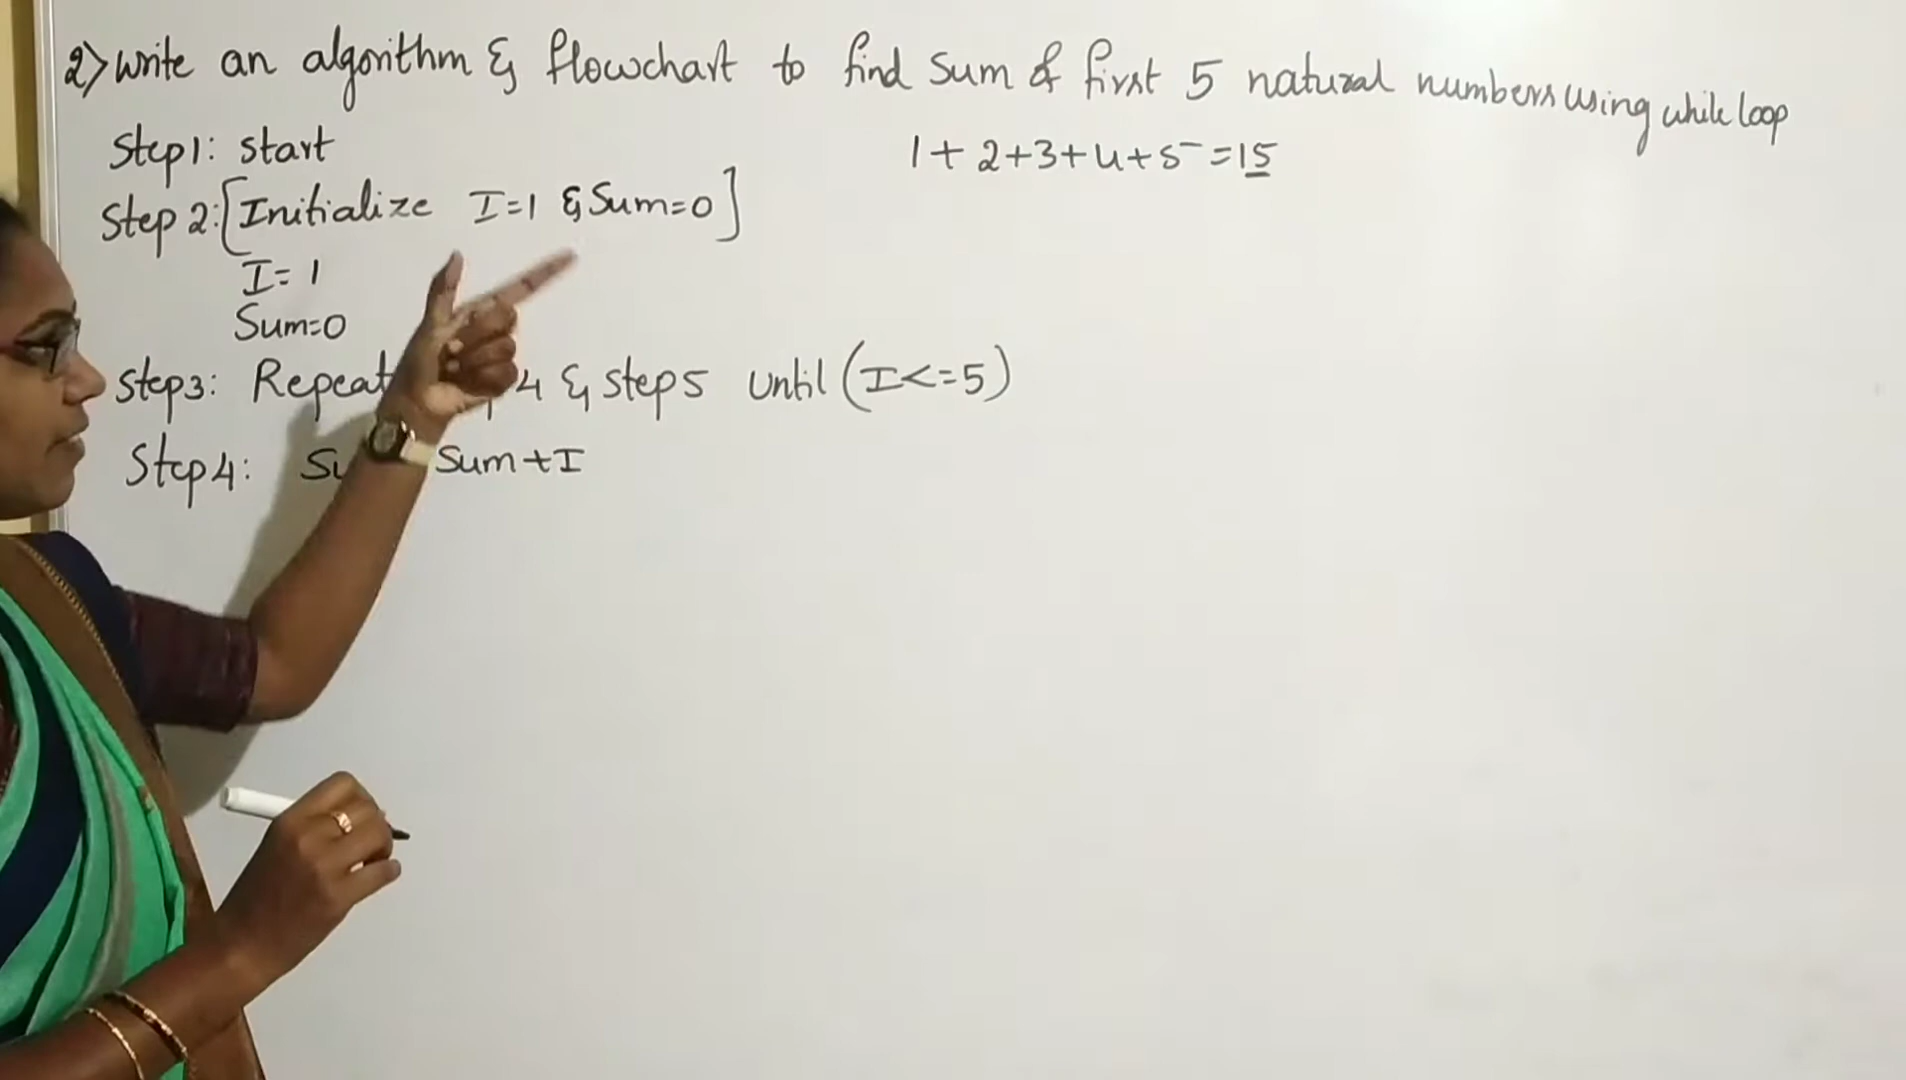 2) Write an algorithm & flowchart to find sum of first 5 natural numbers using while loop
Step1: start
1+2+3+4+5=15
Step 2: [Initialize I=1 & Sum=0]
I=1
Sum=0
Step3: Repeat 4 & step5 until (I<=5)
Step4: Sum+I